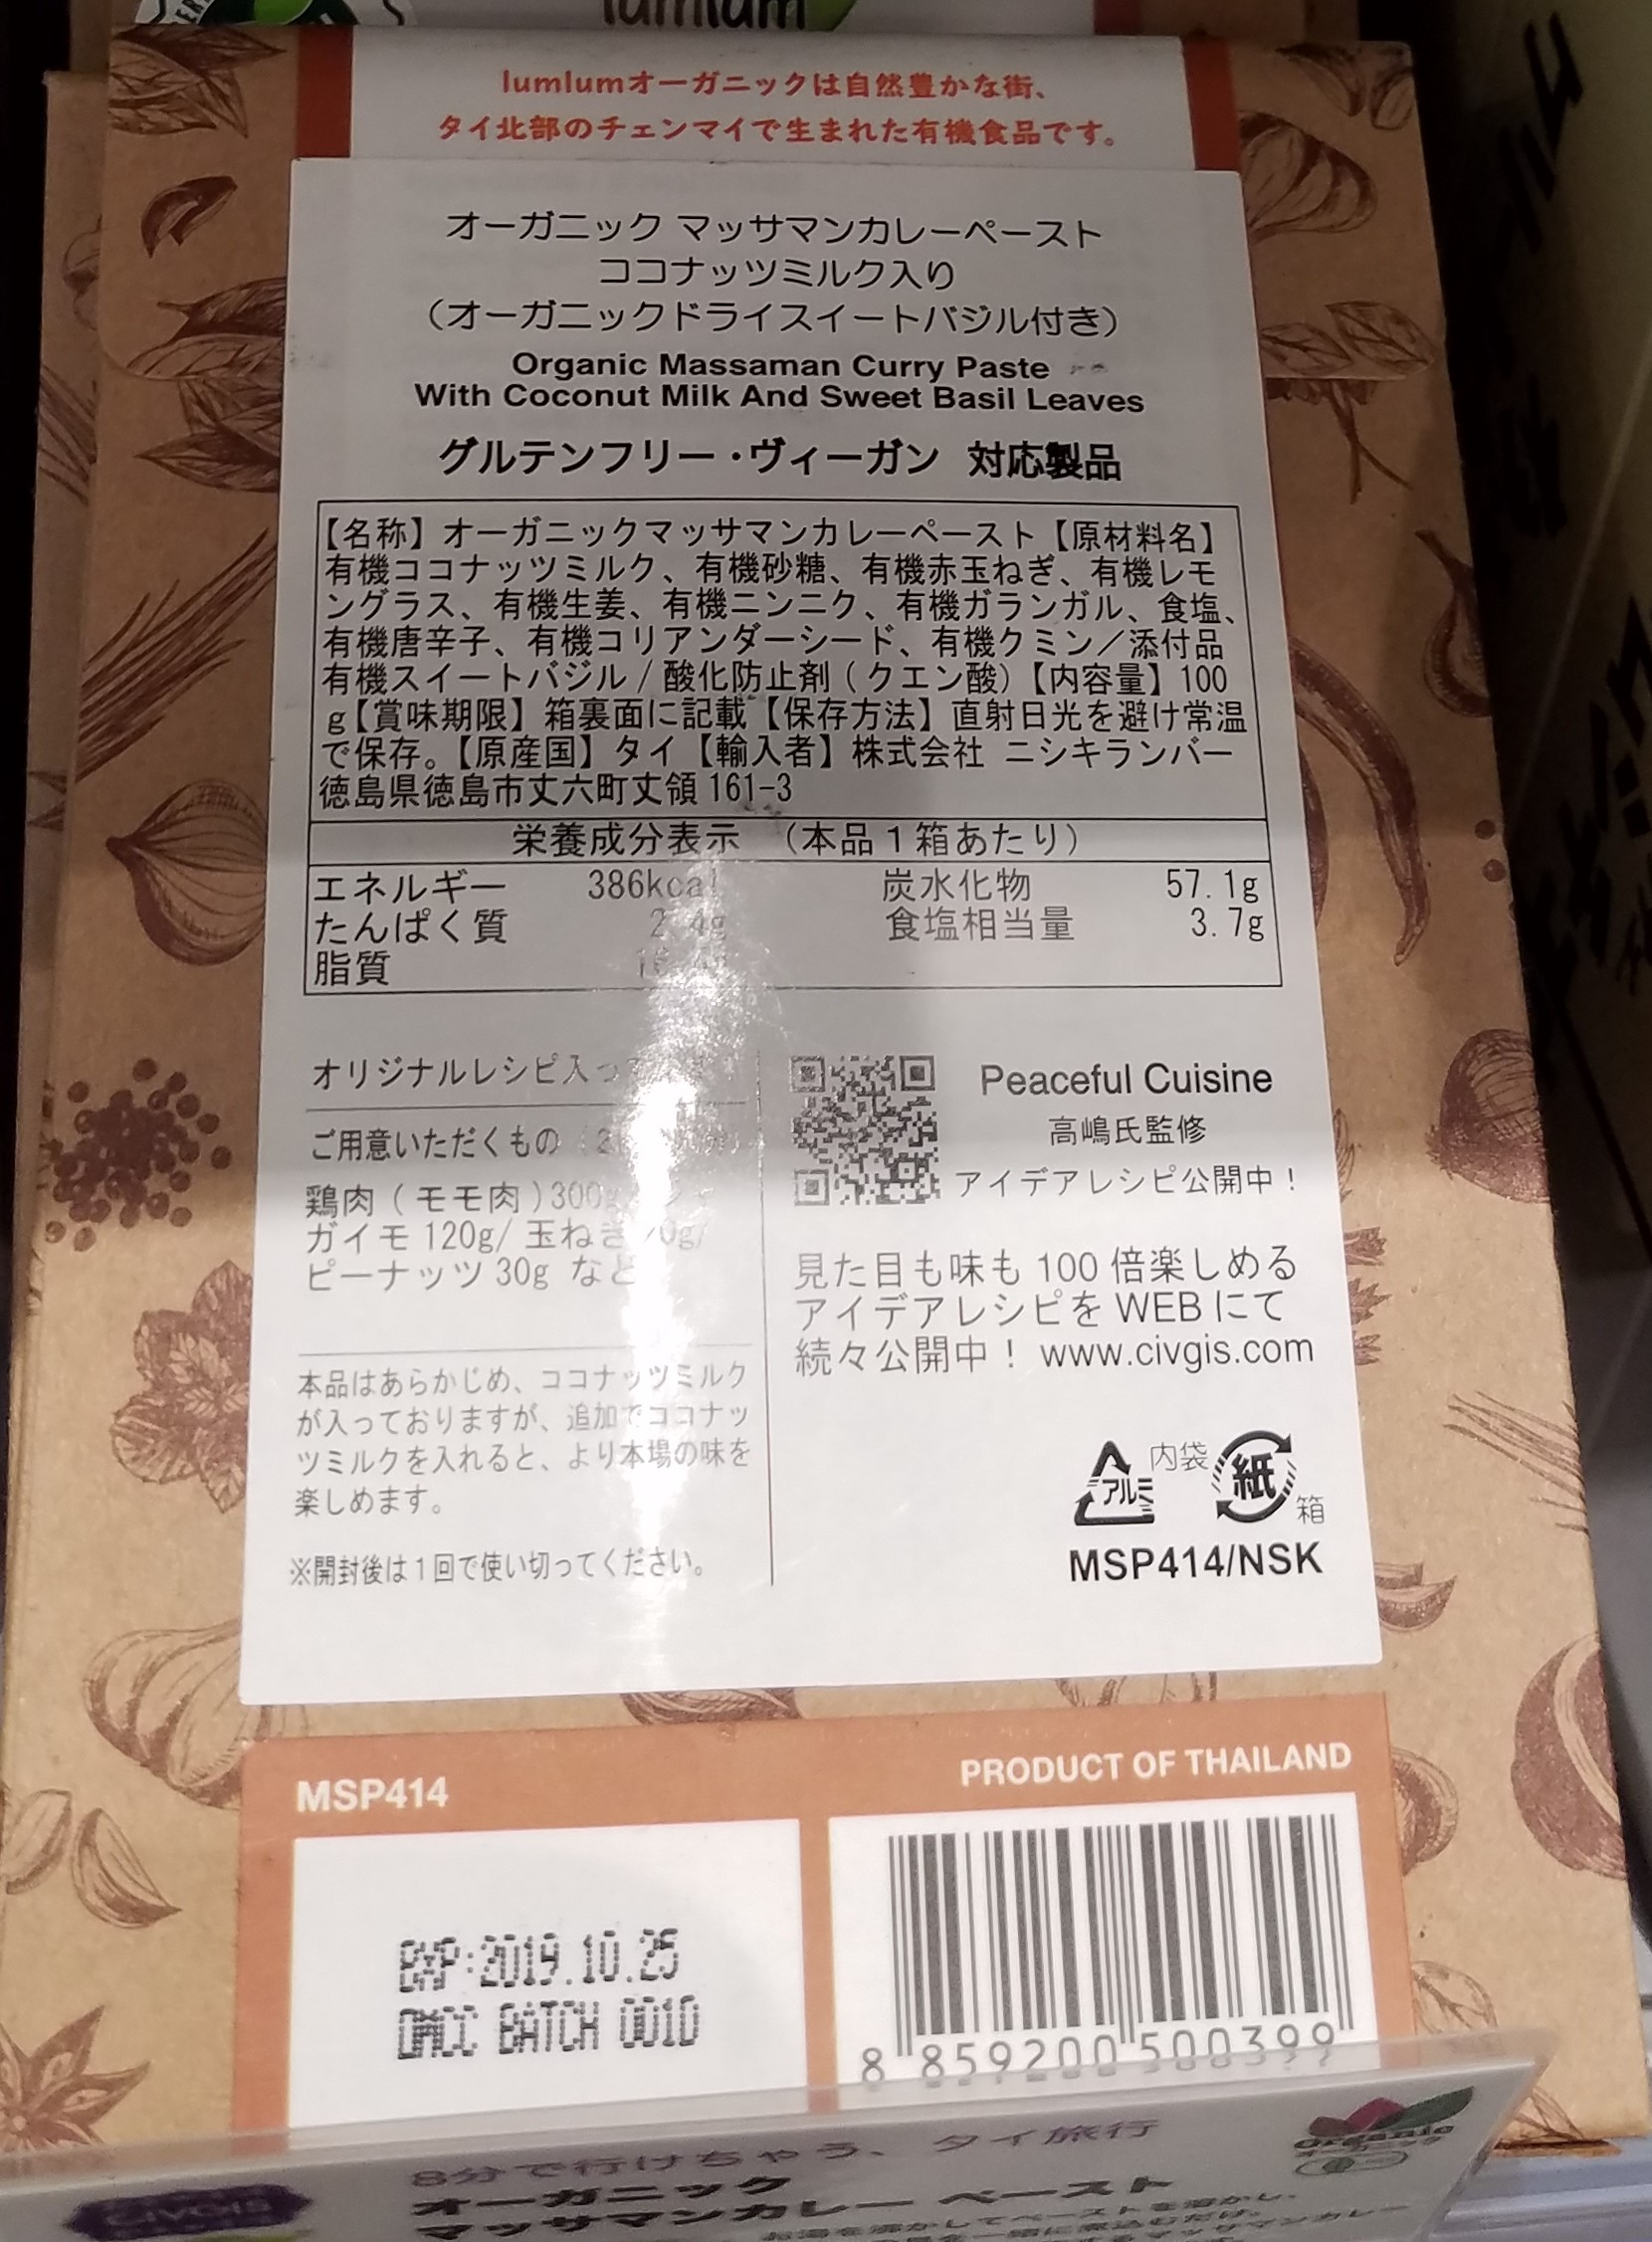 lumlum
lumlumオーガニックは自然豊かな街、
タイ北部のチェンマイで生まれた有機食品です。
オーガニック マッサマンカレーペースト
ココナッツミルク入り
（オーガニックドライスイートバジル付き）
Organic Massaman Curry Paste
With Coconut Milk And Sweet Basil Leaves
グルテンフリー・ヴィーガン 対応製品
【名称】オーガニックマッサマンカレーペースト【原材料名】
有機ココナッツミルク、有機砂糖、有機赤玉ねぎ、有機レモ
ングラス、有機生姜、有機ニンニク、有機ガランガル、食塩、
有機唐辛子、有機コリアンダーシード、有機クミン／添付品
有機スイートバジル / 酸化防止剤（クエン酸）【内容量】100
g【賞味期限】箱裏面に記載【保存方法】直射日光を避け常温
で保存。【原産国】タイ【輸入者】株式会社 ニシキランバー
徳島県徳島市丈六町丈領 161-3
栄養成分表示 （本品１箱あたり）
エネルギー 386kcal 炭水化物 57.1g
たんぱく質 2.4g 食塩相当量 3.7g
脂質
オリジナルレシピ入っ
ご用意いただくもの
鶏肉（モモ肉）300g
ガイモ 120g/ 玉ねぎ
ピーナッツ 30g など
本品はあらかじめ、ココナッツミルク
が入っておりますが、追加でココナッ
ツミルクを入れると、より本場の味を
楽しめます。
※開封後は１回で使い切ってください。
Peaceful Cuisine
高嶋氏監修
アイデアレシピ公開中！
見た目も味も 100 倍楽しめる
アイデアレシピを WEB にて
続々公開中！ www.civgis.com
アルミ 内袋 紙 箱
MSP414/NSK
MSP414
PRODUCT OF THAILAND
EXP:2019.10.25
BATCH 0010
8 859200 500399
8分で行けちゃう、タイ旅行
オーガニック
マッサマンカレー ペースト